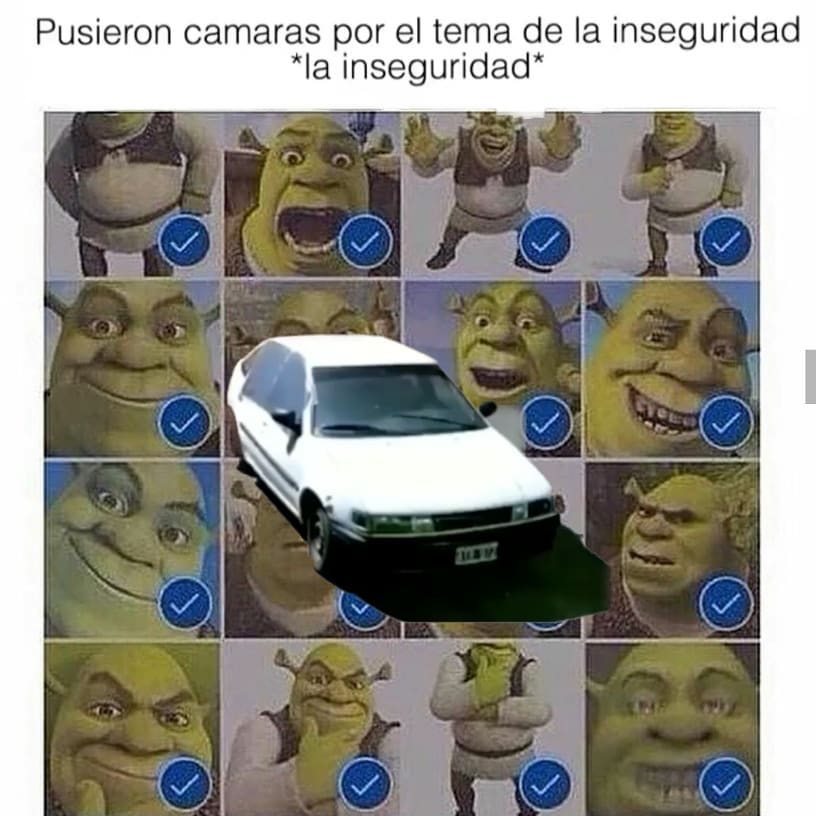 Pusieron camaras por el tema de la inseguridad
*la inseguridad*